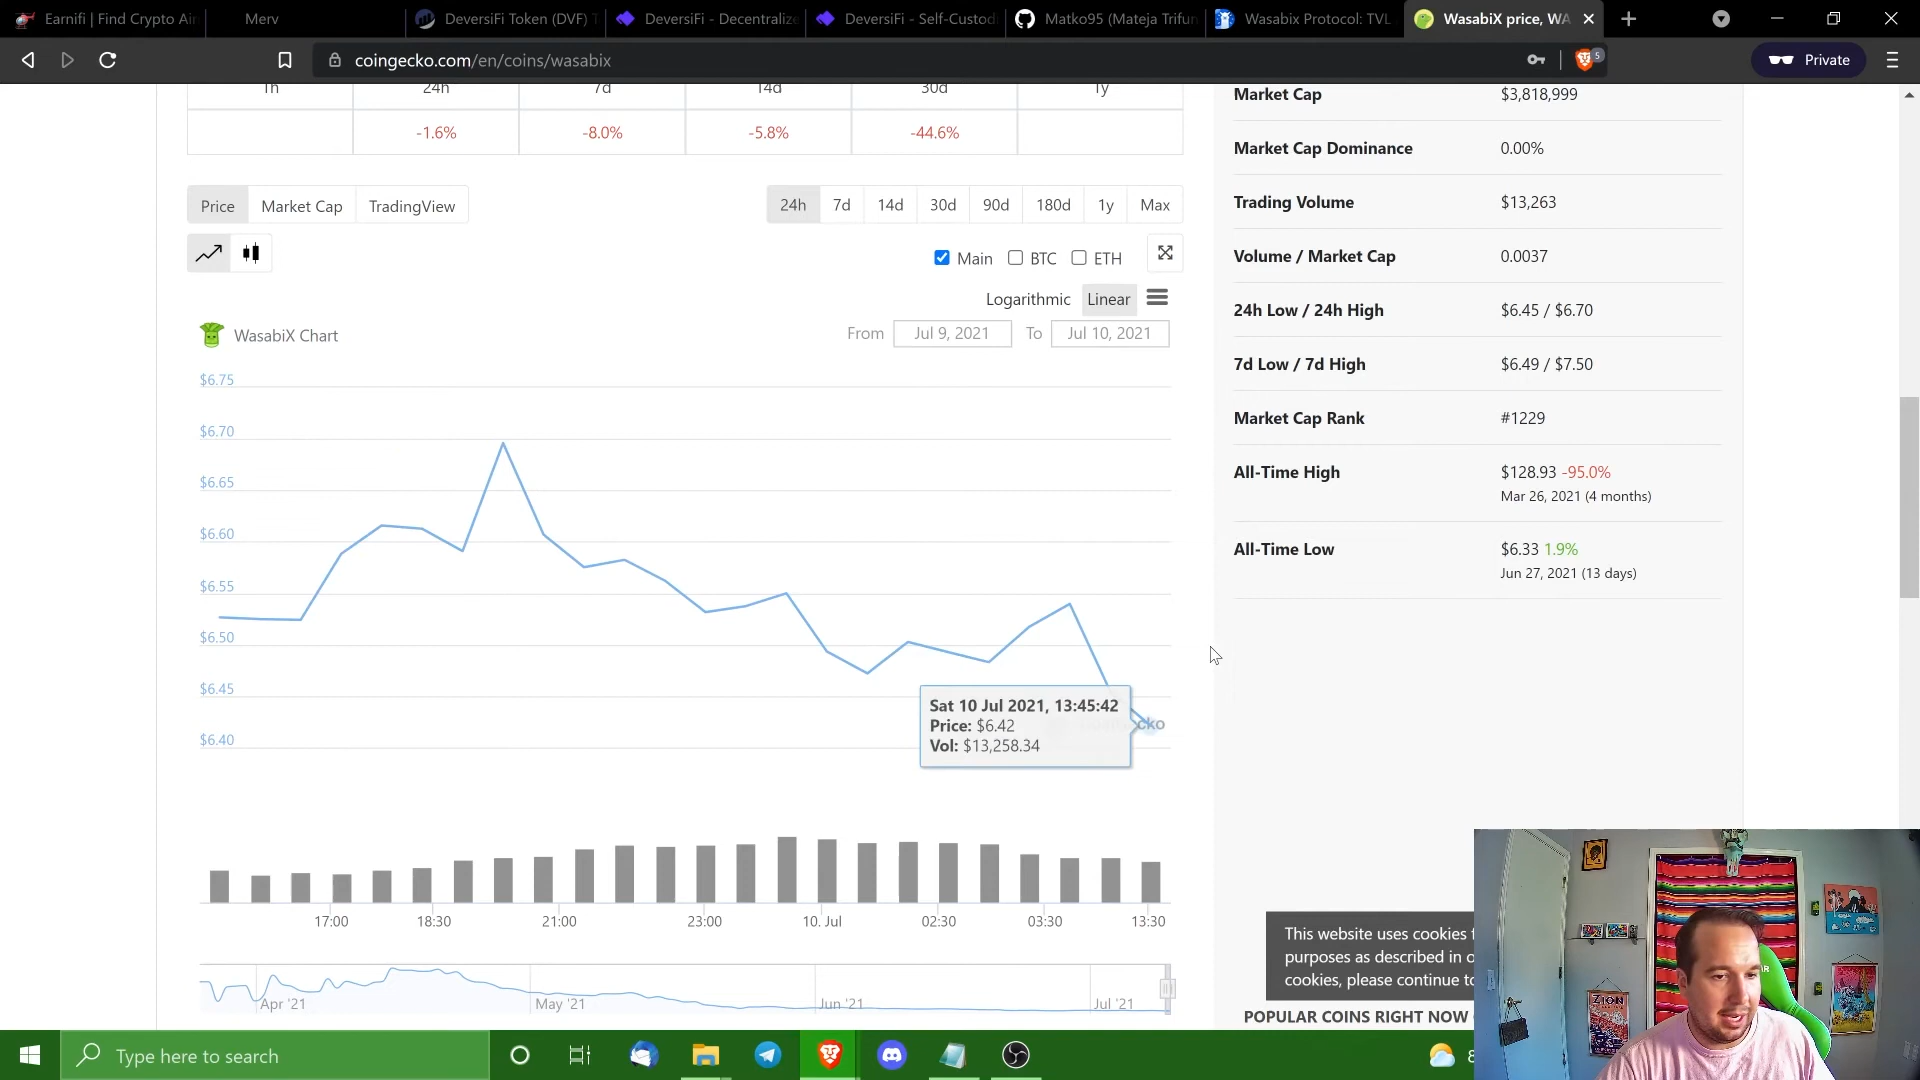 Earnifi | Find Crypto Air
Merv
DeversiFi Token (DVF) T
DeversiFi - Decentralize
DeversiFi - Self-Custod
Matko95 (Mateja Trifun
Wasabix Protocol: TVL
WasabiX price, WA
coingecko.com/en/coins/wasabix
5
Private
1h 24h 7d 14d 30d 1y
-1.6% -8.0% -5.8% -44.6%
Price Market Cap TradingView
24h 7d 14d 30d 90d 180d 1y Max
Main BTC ETH
Logarithmic Linear
WasabiX Chart
From Jul 9, 2021 To Jul 10, 2021
$6.75
$6.70
$6.65
$6.60
$6.55
$6.50
$6.45
$6.40
Sat 10 Jul 2021, 13:45:42
Price: $6.42
Vol: $13,258.34
cko
17:00 18:30 21:00 23:00 10. Jul 02:30 03:30 13:30
Apr '21 May '21 Jun '21 Jul '21
Market Cap $3,818,999
Market Cap Dominance 0.00%
Trading Volume $13,263
Volume / Market Cap 0.0037
24h Low / 24h High $6.45 / $6.70
7d Low / 7d High $6.49 / $7.50
Market Cap Rank #1229
All-Time High $128.93 -95.0%
Mar 26, 2021 (4 months)
All-Time Low $6.33 1.9%
Jun 27, 2021 (13 days)
This website uses cookies
purposes as described in
cookies, please continue
POPULAR COINS RIGHT NOW
ZION
Type here to search
8